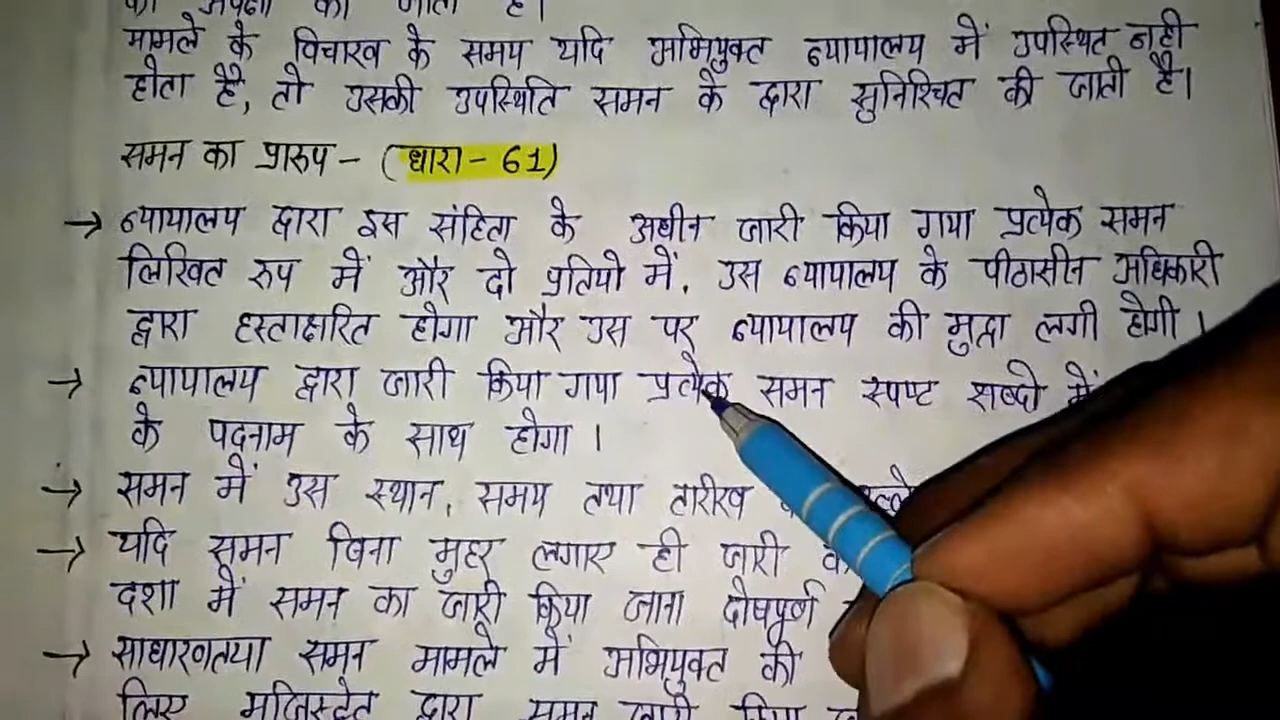 मामले के विचारण के समय यदि अभियुक्त न्यायालय में उपस्थित नही
होता है, तो उसकी उपस्थिति समन के द्वारा सुनिश्चित की जाती है।
समन का प्रारुप - (धारा - 61)
→ न्यायालय द्वारा इस संहिता के अधीन जारी किया गया प्रत्येक समन
लिखित रुप में और दो प्रतियो में, उस न्यायालय के पीठासीन अधिकारी
द्वारा हस्ताक्षरित होगा और उस पर न्यायालय की मुद्रा लगी होगी।
→ न्यायालय द्वारा जारी किया गया प्रत्येक समन स्पष्ट शब्दो में
के पदनाम के साथ होगा।
→ समन में उस स्थान, समय तथा तारीख
→ यदि समन बिना मुहर लगाए ही जारी
दशा में समन का जारी किया जाना दोषपूर्ण
→ साधारणतया समन मामले में अभियुक्त की
लिए मजिस्ट्रेट द्वारा समन जारी किया